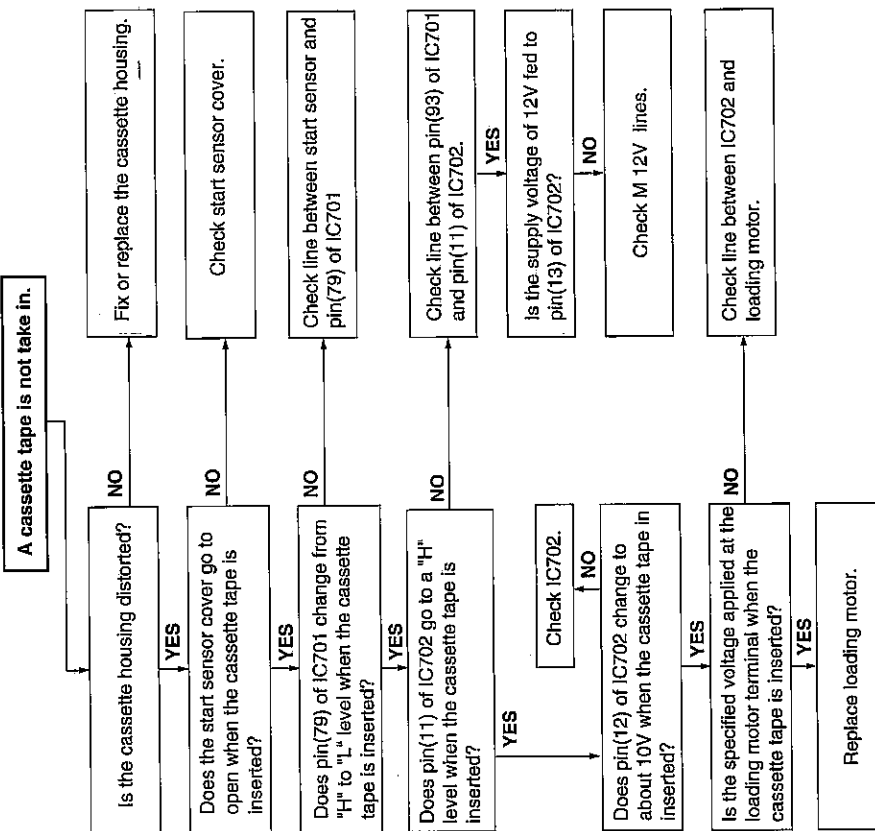 A cassette tape is not take in.
Is the cassette housing distorted?
NO
Fix or replace the cassette housing.
YES
Does the start sensor cover go to
open when the cassette tape is
inserted?
NO
Check start sensor cover.
YES
Does pin(79) of IC701 change from
"H" to "L" level when the cassette
tape is inserted?
NO
Check line between start sensor and
pin(79) of IC701
YES
Does pin(11) of IC702 go to a "H"
level when the cassette tape is
inserted?
NO
Check line between pin(93) of IC701
and pin(11) of IC702.
YES
Is the supply voltage of 12V fed to
pin(13) of IC702?
NO
Check M 12V lines.
YES
Check IC702.
NO
Does pin(12) of IC702 change to
about 10V when the cassette tape in
inserted?
YES
Is the specified voltage applied at the
loading motor terminal when the
cassette tape is inserted?
NO
Check line between IC702 and
loading motor.
YES
Replace loading motor.